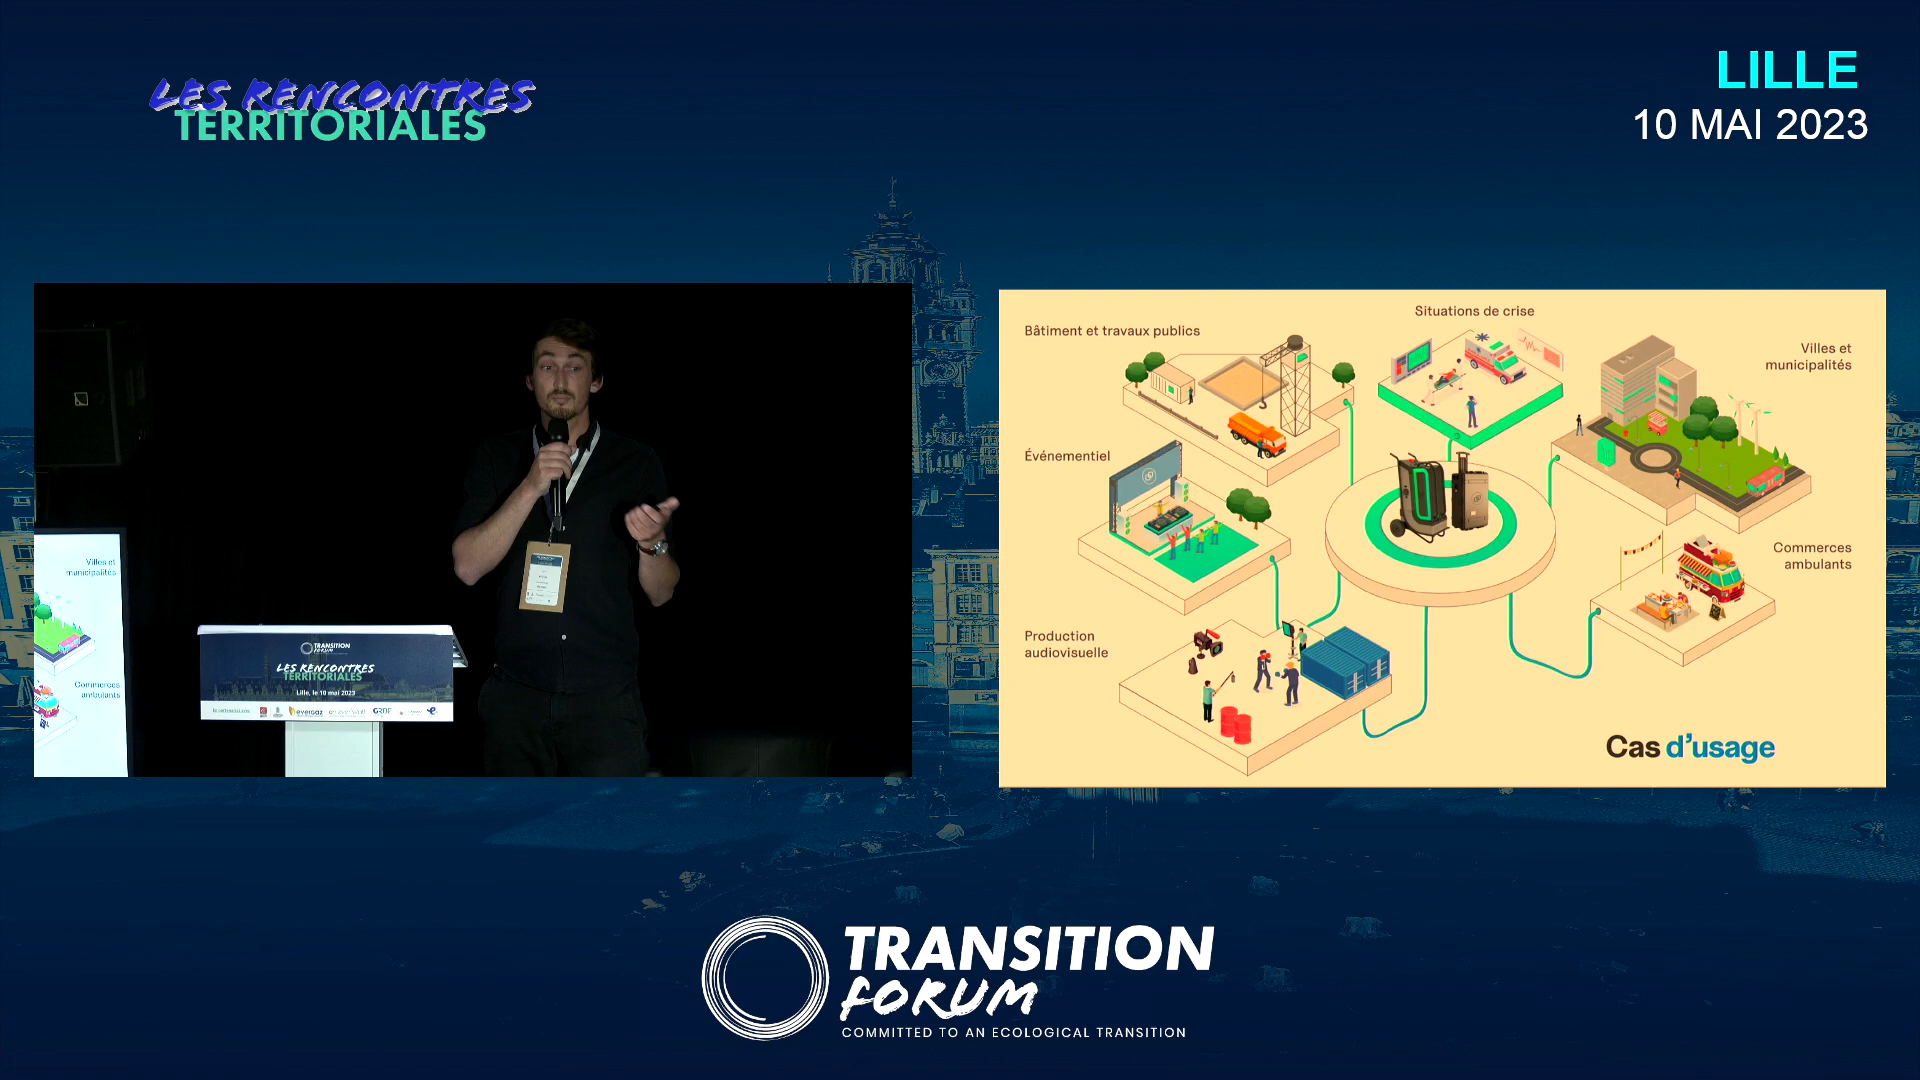 LES RENCONTRES
TERRITORIALES
LILLE
10 MAI 2023
Villes et
municipalités
Commerces
ambulants
TRANSITION
FORUM
LES RENCONTRES
TERRITORIALES
Lille, le 10 mai 2023
evergaz
GRDF
Situations de crise
Bâtiment et travaux publics
Villes et
municipalités
Événementiel
Commerces
ambulants
Production
audiovisuelle
Cas d'usage
TRANSITION
FORUM
COMMITTED TO AN ECOLOGICAL TRANSITION